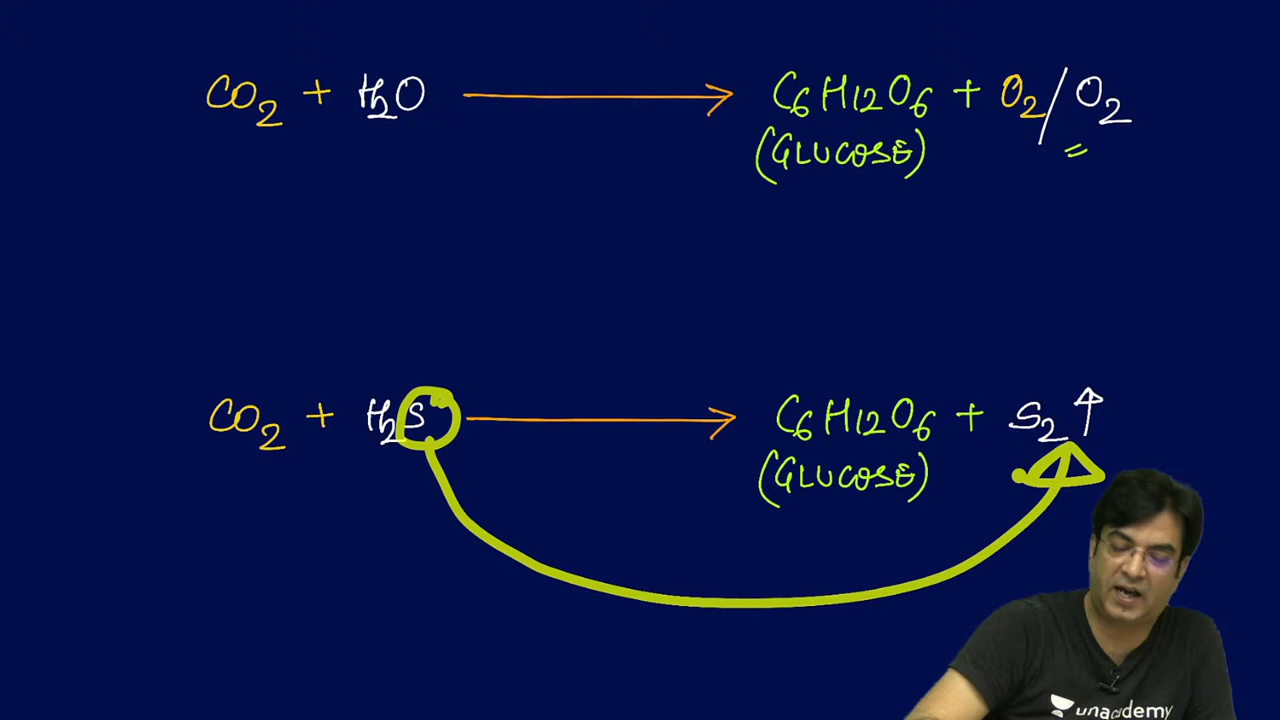 CO₂ + H₂O ⟶ C₆H₁₂O₆ + O₂/O₂
(GLUCOSE)
CO₂ + H₂S ⟶ C₆H₁₂O₆ + S₂↑
(GLUCOSE)
unacademy